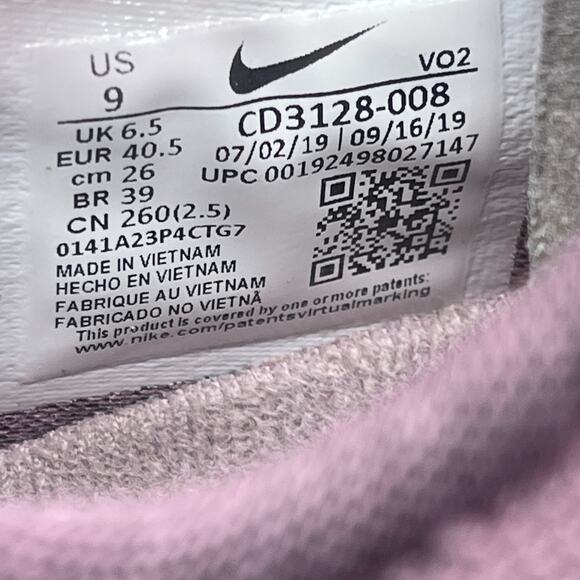 US
9
VO2
UK 6.5
EUR 40.5
cm 26
BR 39
CN 260(2.5)
0141A23P4CTG7
CD3128-008
07/02/19 | 09/16/19
UPC 00192498027147
MADE IN VIETNAM
HECHO EN VIETNAM
FABRIQUE AU VIETNAM
FABRICADO NO VIETNÃ
This product is covered by one or more patents:
www.nike.com/patentsvirtualmarking